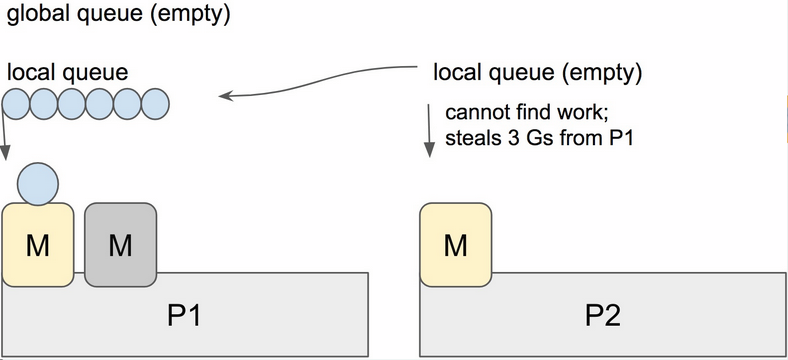 global queue (empty)
local queue
local queue (empty)
cannot find work;
steals 3 Gs from P1
M
M
M
P1
P2